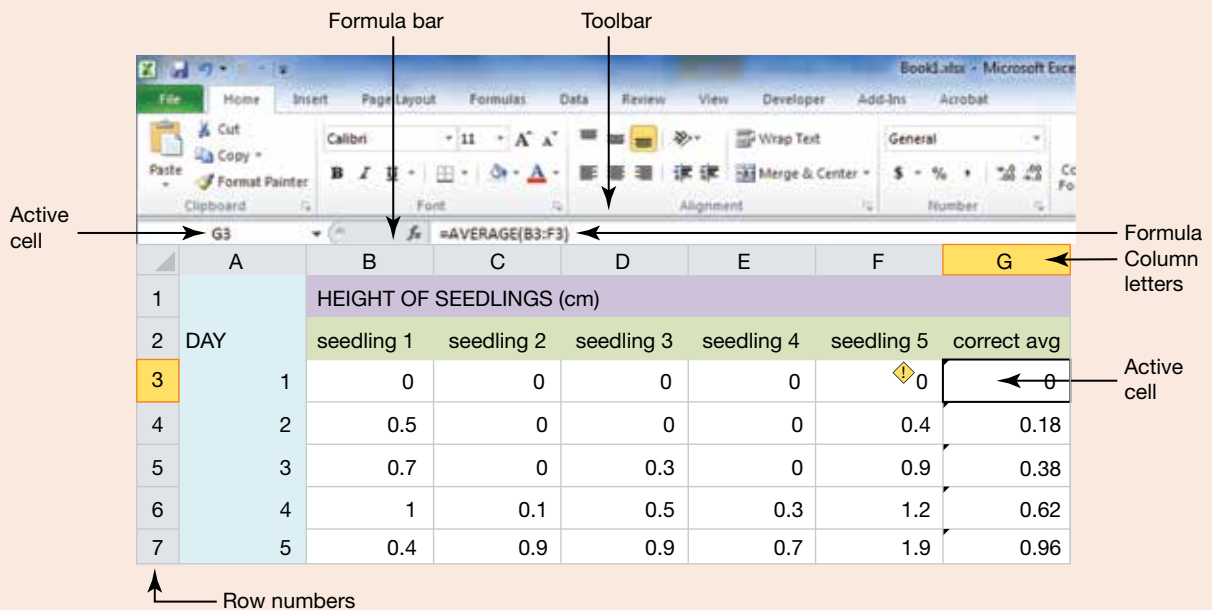 Formula bar
Toolbar
Book1.xlsx - Microsoft Exce
File Home Insert Page Layout Formulas Data Review View Developer Add-Ins Acrobat
Cut
Copy
Format Painter
Paste
Calibri 11 A A
Wrap Text
General
B I U A
Merge & Center
$ % ,
Clipboard Font Alignment Number
Active
cell
G3 fx =AVERAGE(B3:F3)
Formula
Column
letters
A B C D E F G
1 HEIGHT OF SEEDLINGS (cm)
2 DAY seedling 1 seedling 2 seedling 3 seedling 4 seedling 5 correct avg
3 1 0 0 0 0 ! 0 0
Active
cell
4 2 0.5 0 0 0 0.4 0.18
5 3 0.7 0 0.3 0 0.9 0.38
6 4 1 0.1 0.5 0.3 1.2 0.62
7 5 0.4 0.9 0.9 0.7 1.9 0.96
Row numbers